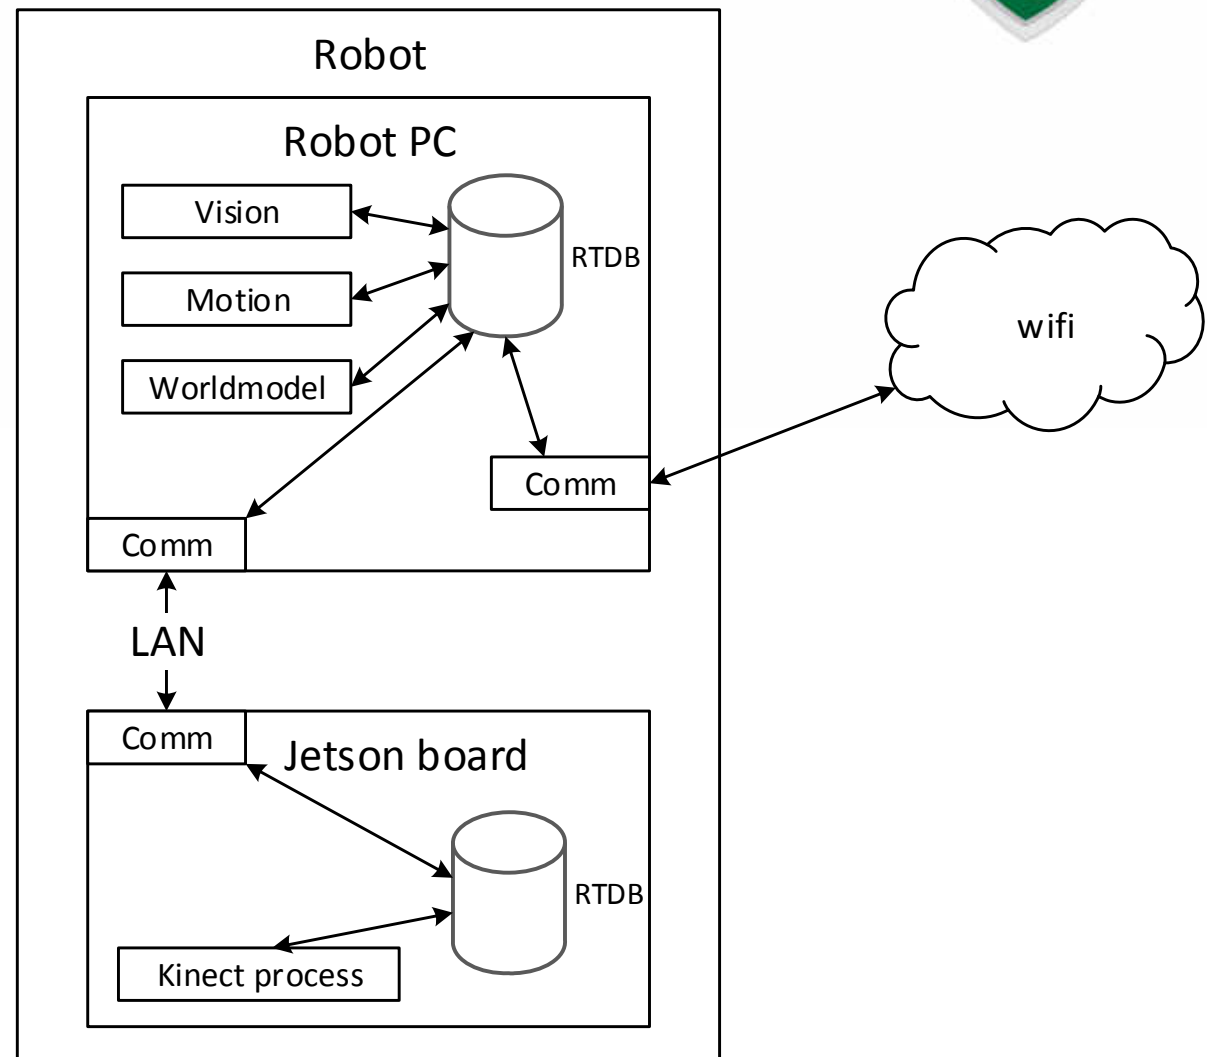 Robot
Robot PC
Vision
RTDB
Motion
wifi
Worldmodel
Comm
Comm
LAN
Comm
Jetson board
RTDB
Kinect process